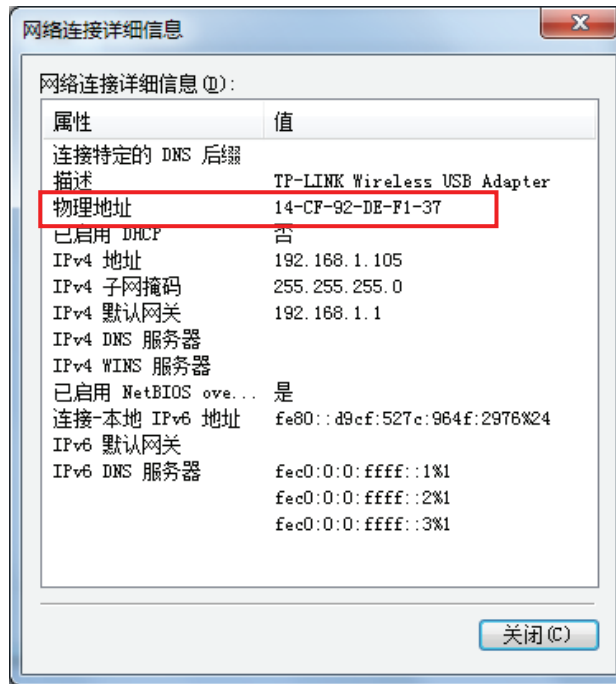 网络连接详细信息
网络连接详细信息(D):
属性 值
连接特定的 DNS 后缀
描述 TP-LINK Wireless USB Adapter
物理地址 14-CF-92-DE-F1-37
已启用 DHCP 否
IPv4 地址 192.168.1.105
IPv4 子网掩码 255.255.255.0
IPv4 默认网关 192.168.1.1
IPv4 DNS 服务器
IPv4 WINS 服务器
已启用 NetBIOS ove... 是
连接-本地 IPv6 地址 fe80::d9cf:527c:964f:2976%24
IPv6 默认网关
IPv6 DNS 服务器 fec0:0:0:ffff::1%1
fec0:0:0:ffff::2%1
fec0:0:0:ffff::3%1
关闭(C)